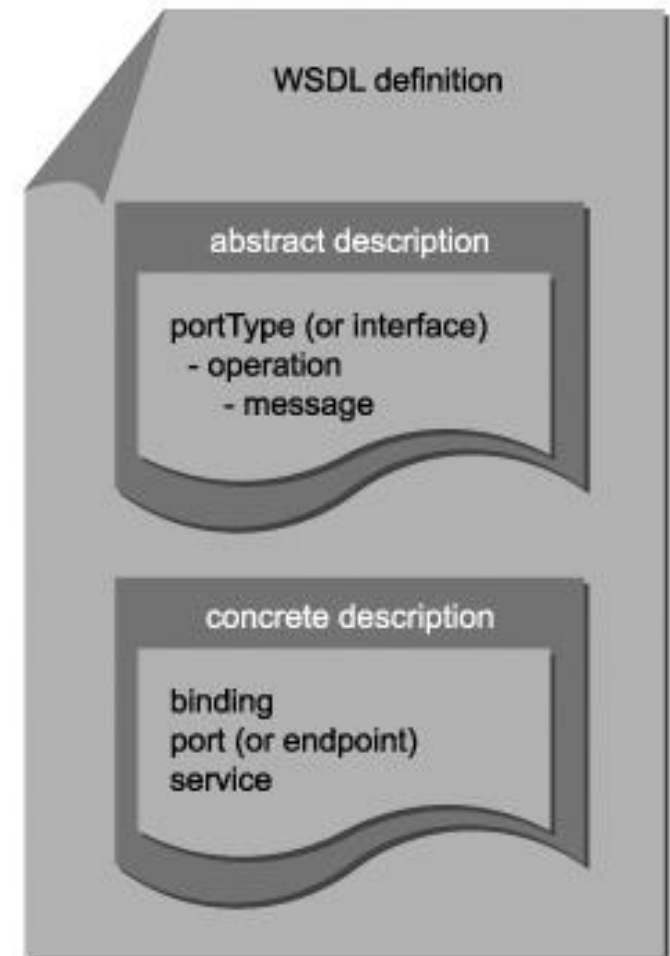 WSDL definition
abstract description
portType (or interface)
- operation
- message
concrete description
binding
port (or endpoint)
service